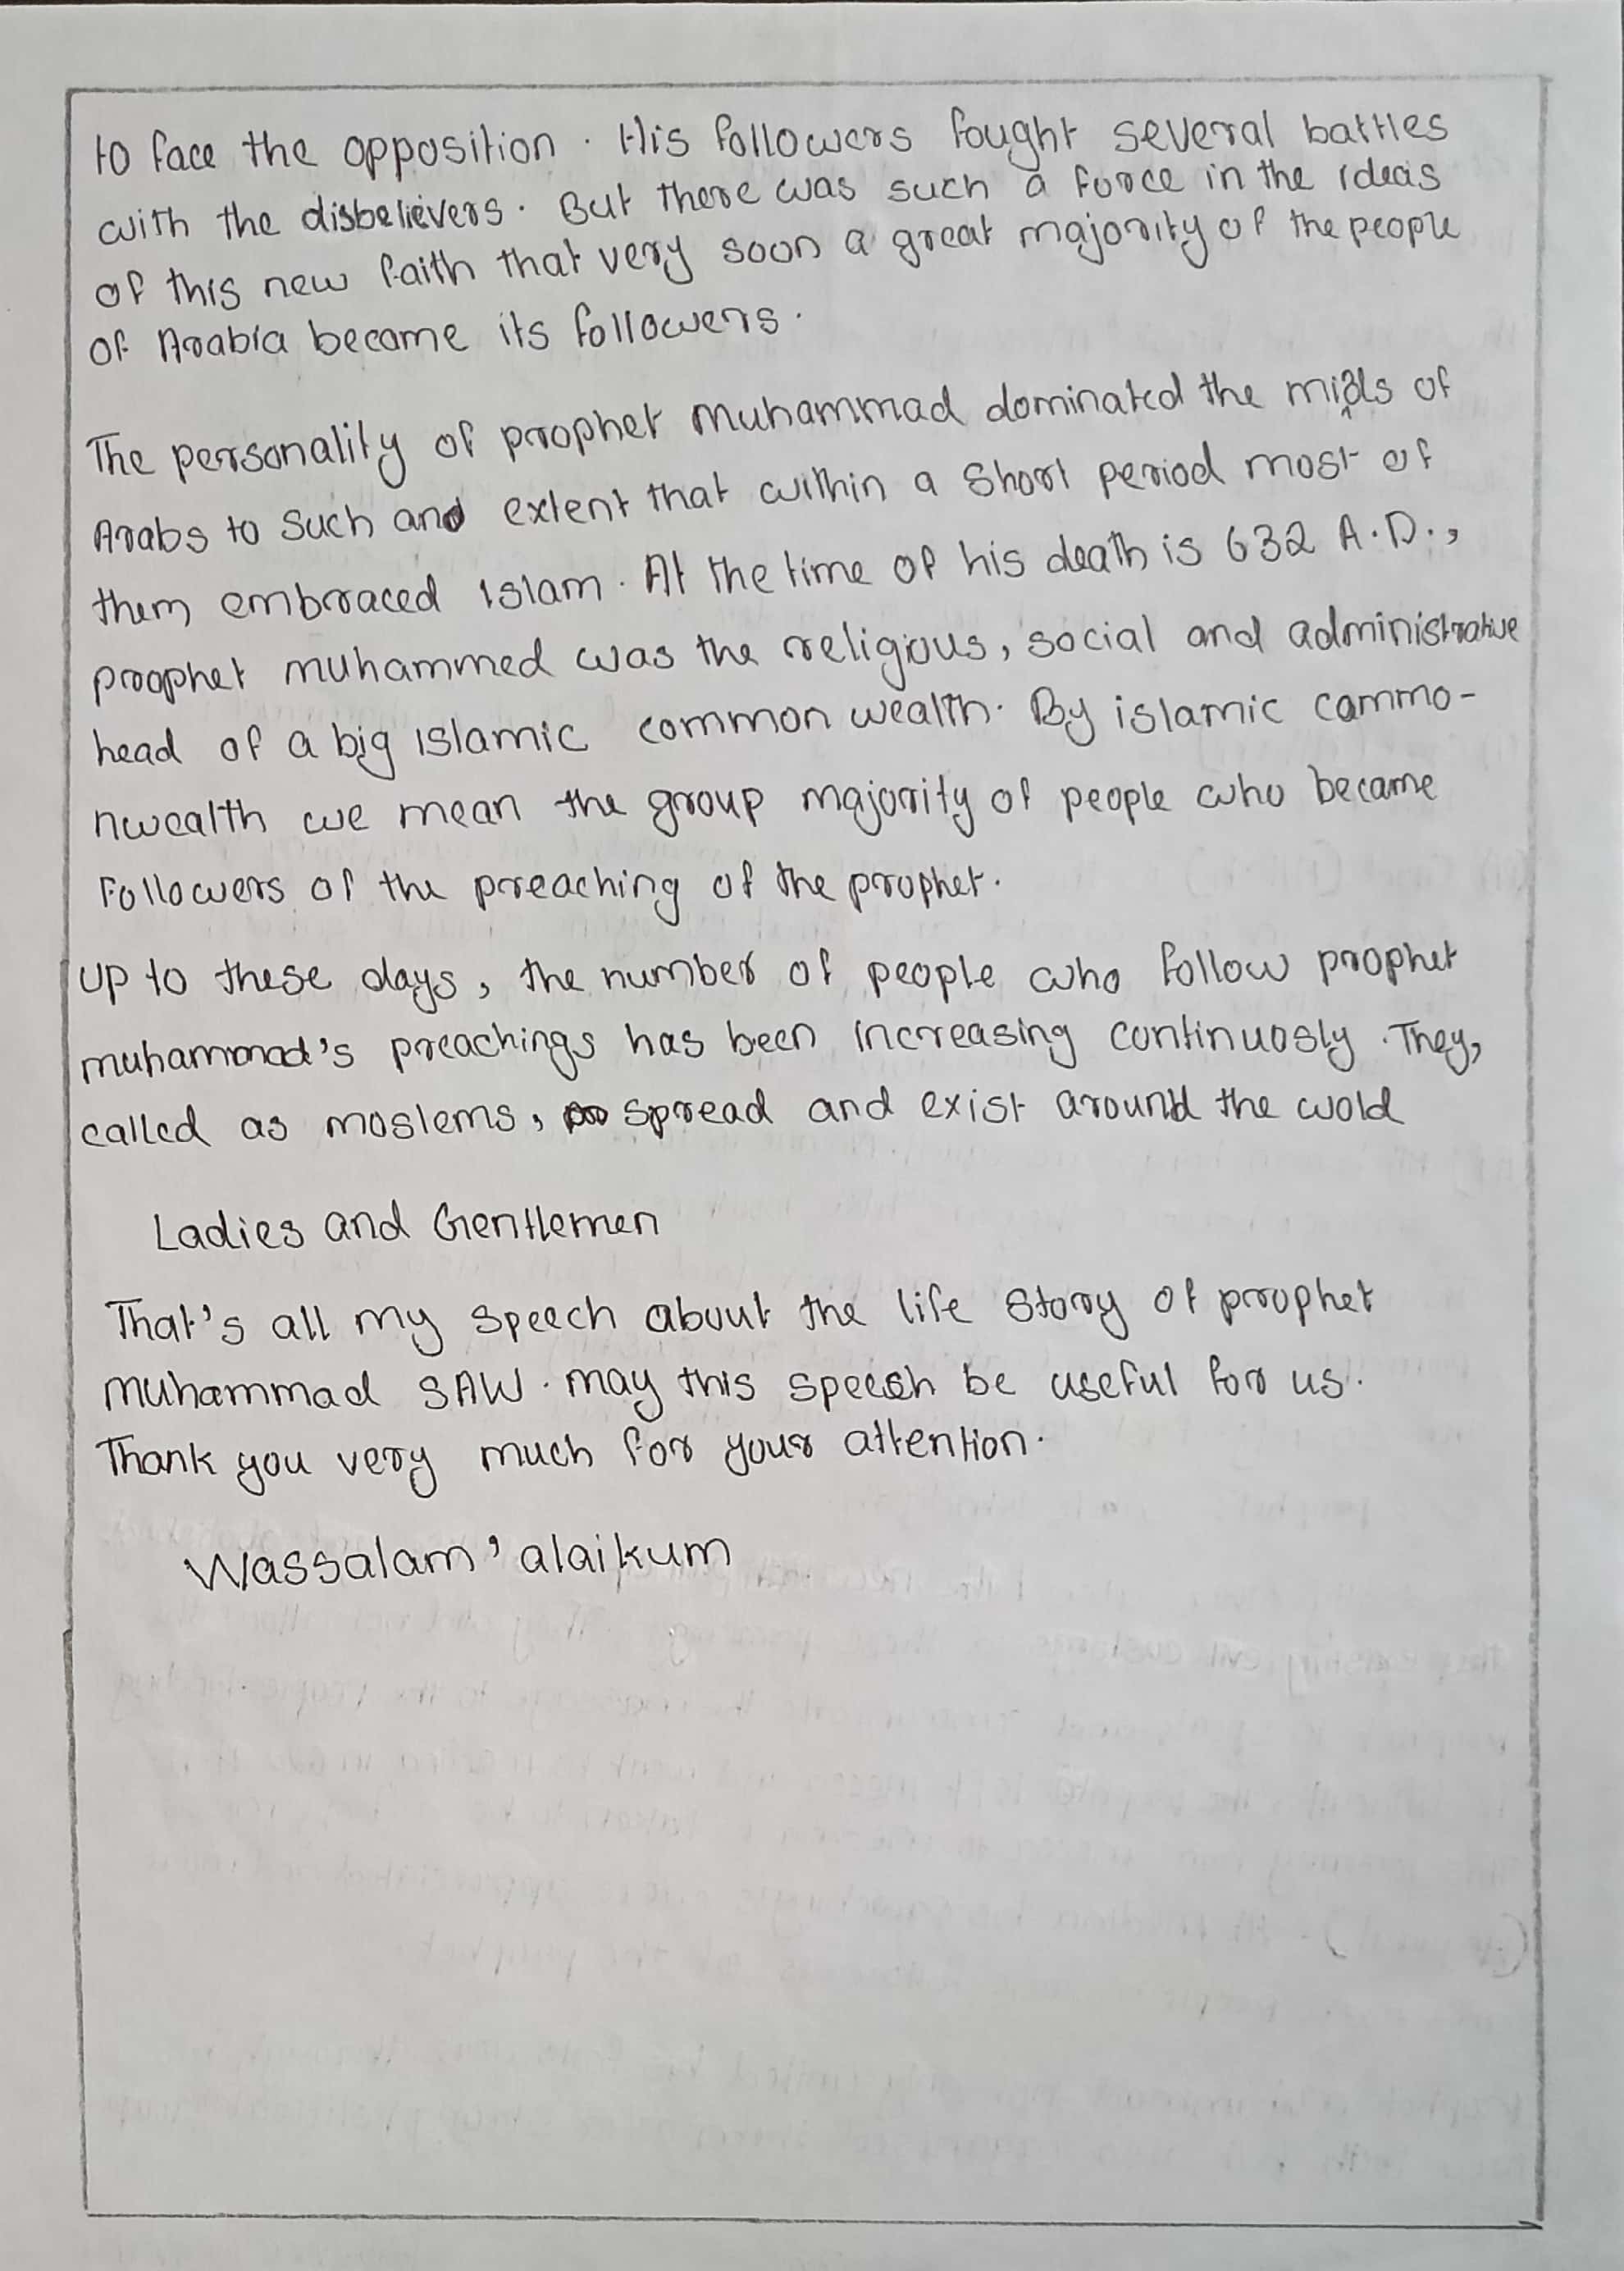 to face the opposition. His followers fought several battles
with the disbelievers. But there was such a force in the ideas
of this new faith that very soon a great majority of the people
of Arabia became its followers.
The personality of prophet muhammad dominated the minds of
Arabs to such and extent that within a short period most of
them embraced islam. At the time of his death is 632 A.D.,
prophet muhammed was the religious, social and administrative
head of a big islamic common wealth. By islamic cammo-
nwealth we mean the group majority of people who became
followers of the preaching of the prophet.
up to these days, the number of people who follow prophet
muhammad's preachings has been increasing continuosly. They,
called as moslems, spread and exist around the wold
Ladies and Gentlemen
That's all my speech about the life story of prophet
muhammad SAW. may this speech be useful for us.
Thank you very much for your attention.
Wassalam'alaikum